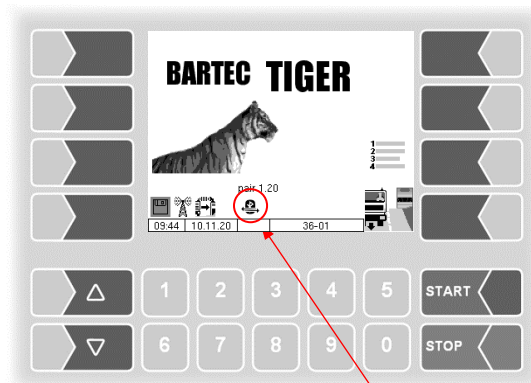 BARTEC TIGER
1
2
3
4
pair 1.20
09:44 10.11.20 36-01
1 2 3 4 5 START
6 7 8 9 0 STOP